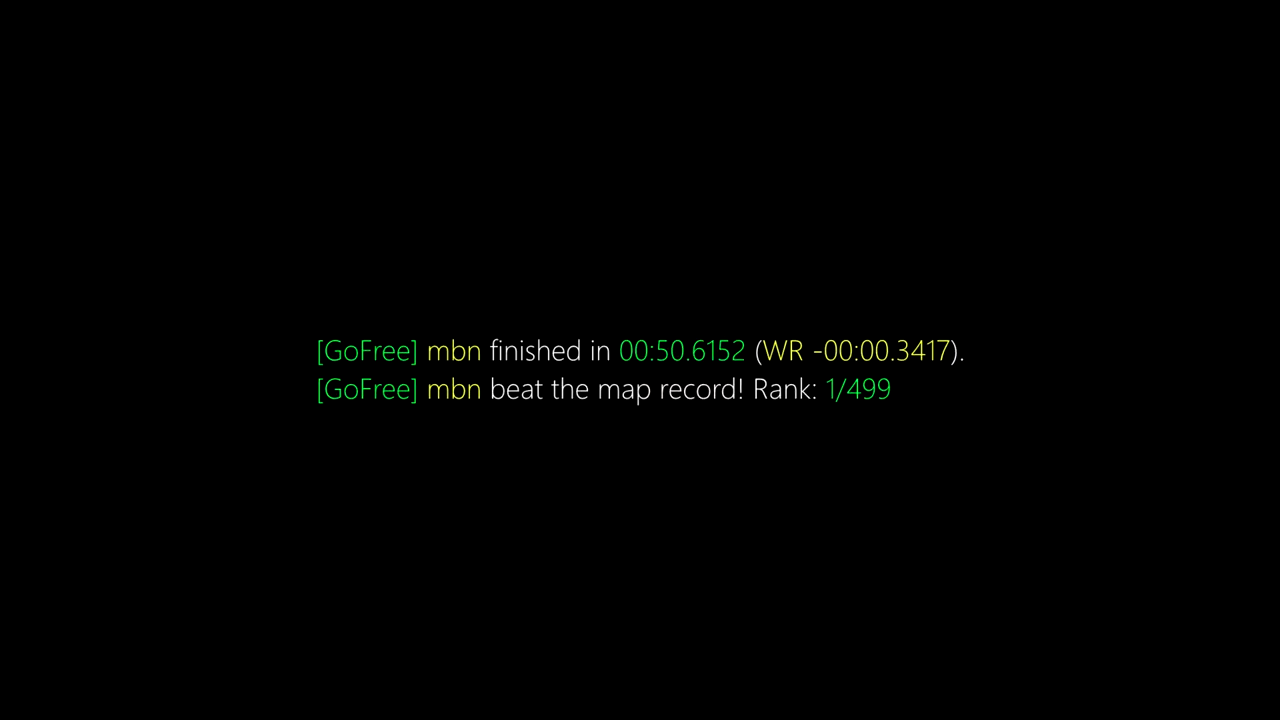 [GoFree] mbn finished in 00:50.6152 (WR -00:00.3417).
[GoFree] mbn beat the map record! Rank: 1/499